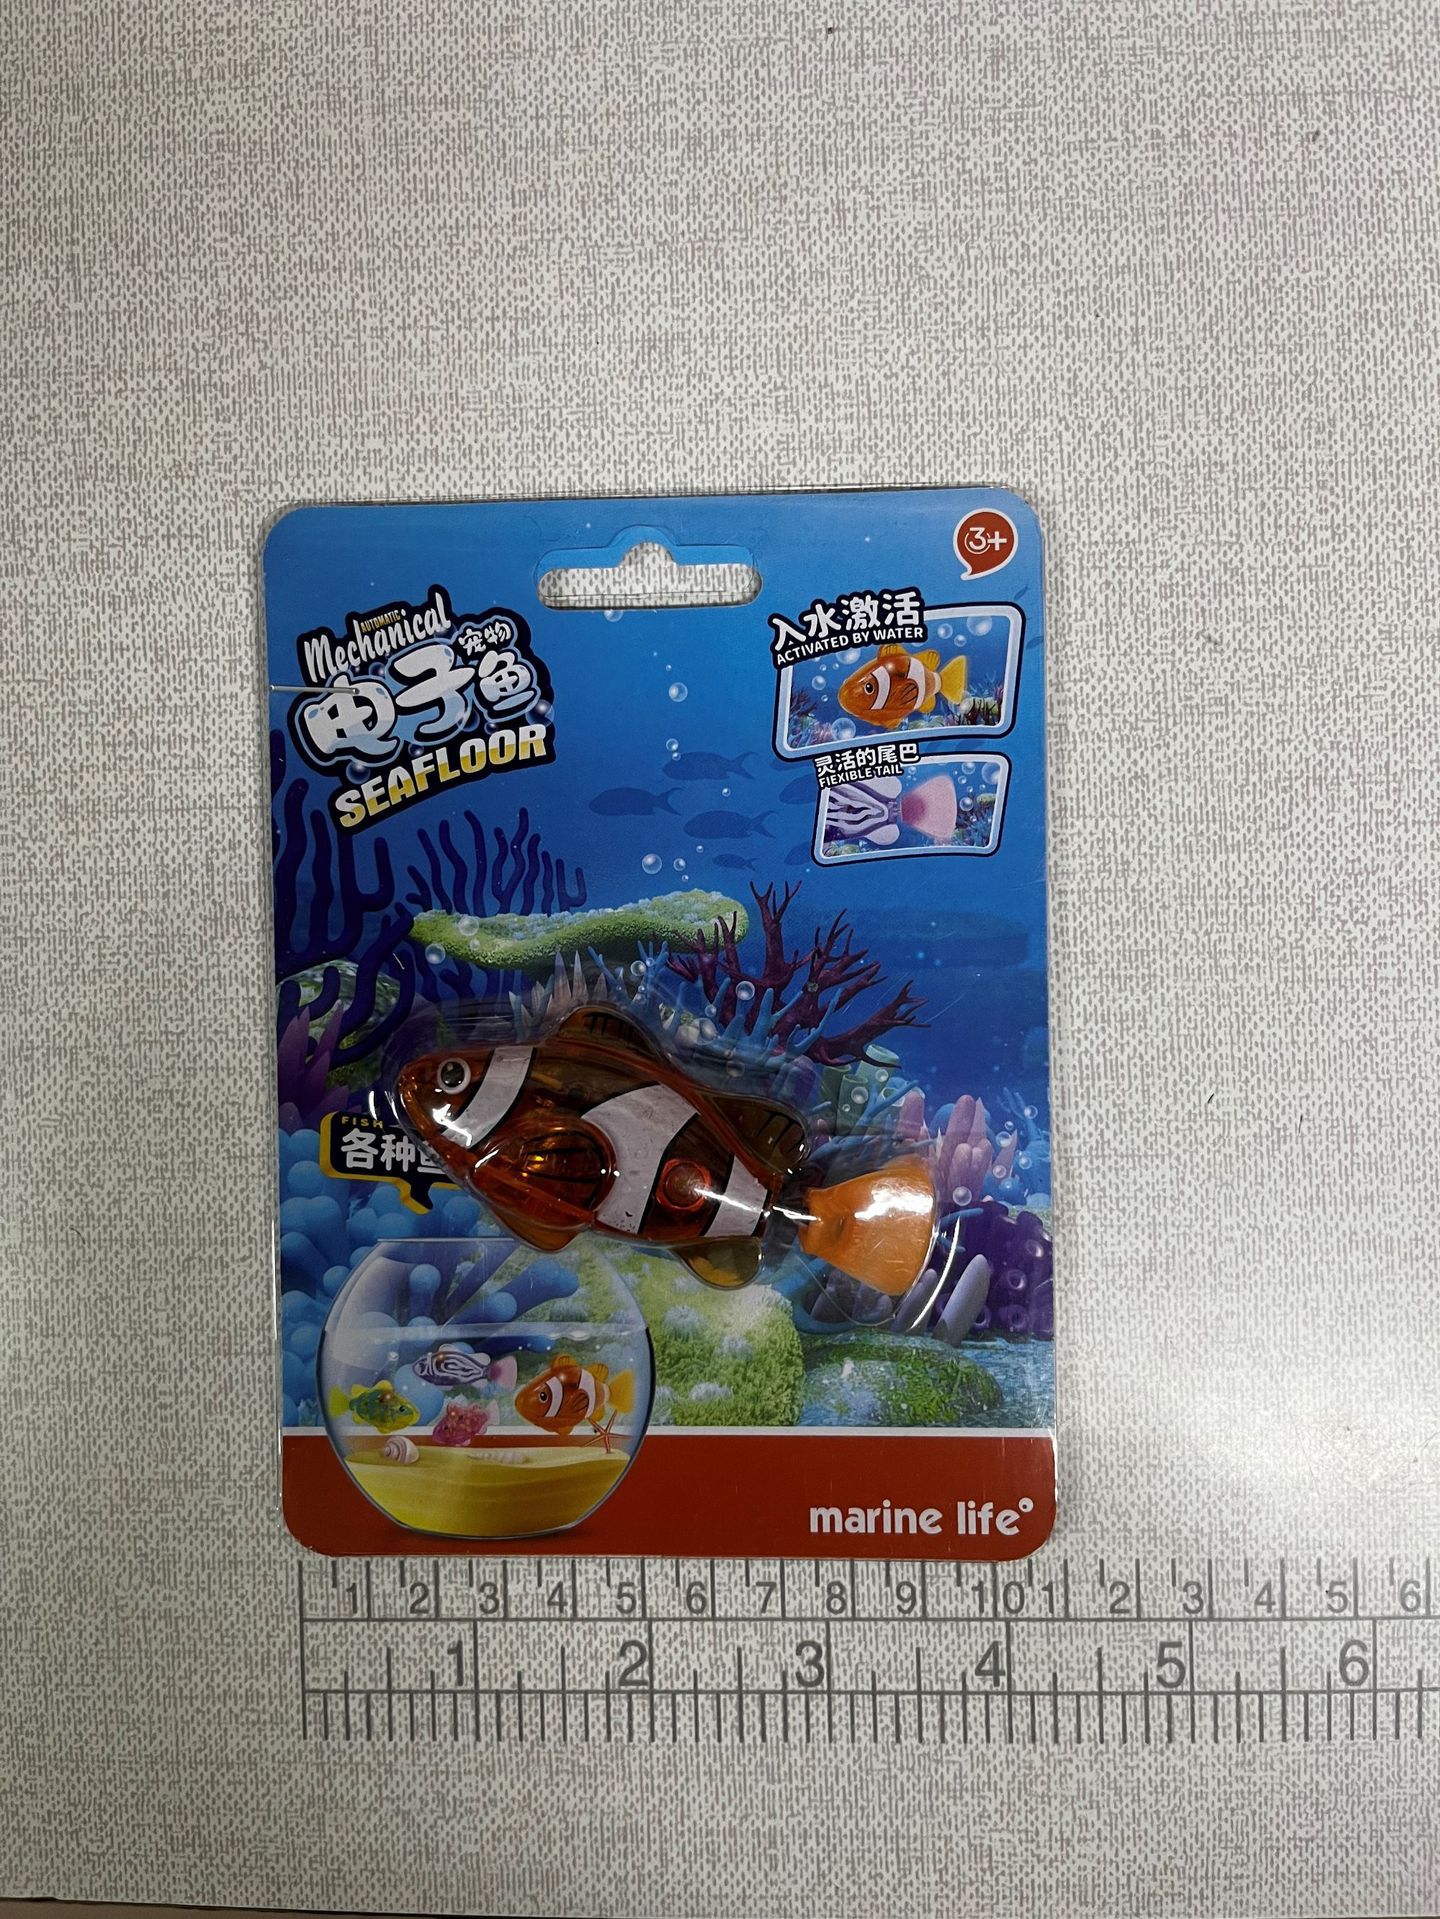 3+
AUTOMATIC
Mechanical
电子宠物鱼
SEAFLOOR
入水激活
ACTIVATED BY WATER
灵活的尾巴
FIEXIBLE TAIL
FISH
各种鱼
marine life
1 2 3 4 5 6 7 8 9 10 1 2 3 4 5 6
1 2 3 4 5 6